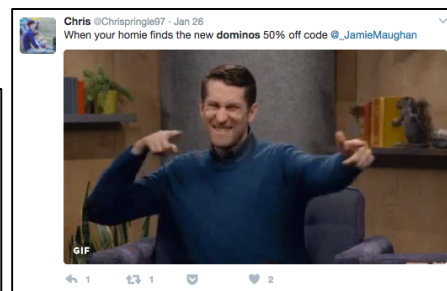 Chris @Chrispringle97 · Jan 26
When your homie finds the new dominos 50% off code @_JamieMaughan
GIF
1 1 2